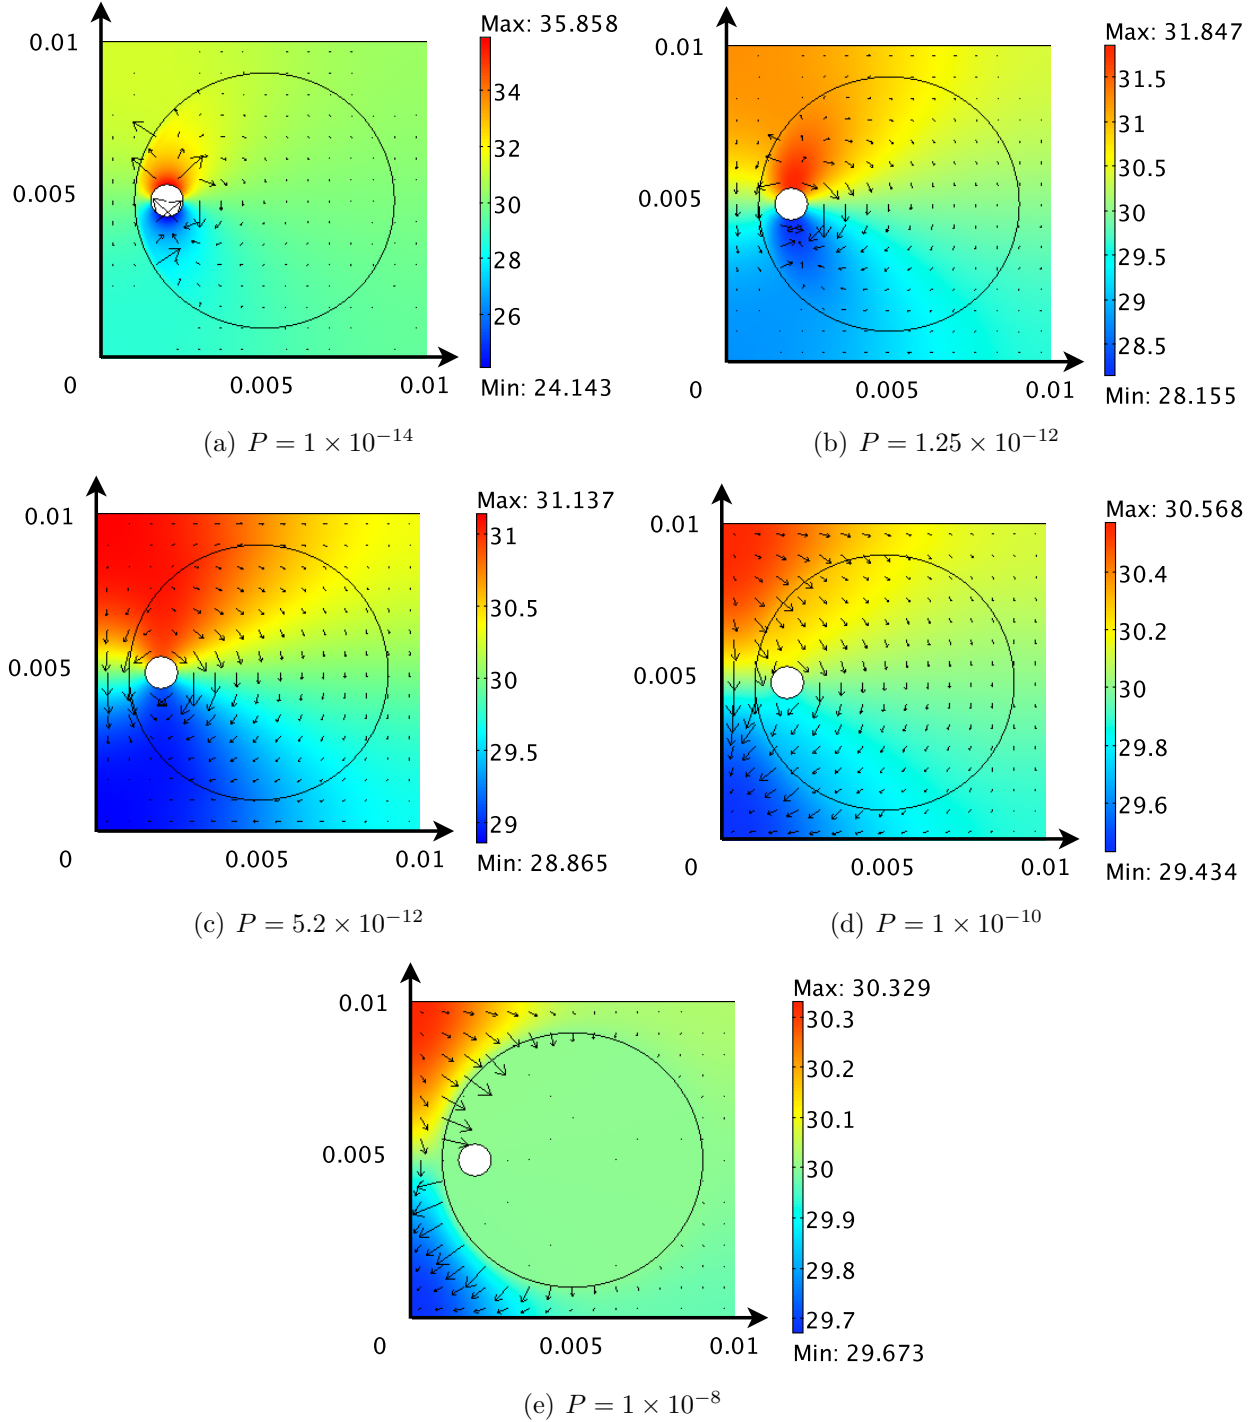 Max: 35.858
0.01
34
32
0.005
30
28
26
Min: 24.143
0 0.005 0.01
(a) P = 1 × 10⁻¹⁴
Max: 31.847
0.01
31.5
31
30.5
0.005
30
29.5
29
28.5
Min: 28.155
0 0.005 0.01
(b) P = 1.25 × 10⁻¹²
Max: 31.137
0.01
31
30.5
0.005
30
29.5
29
Min: 28.865
0 0.005 0.01
(c) P = 5.2 × 10⁻¹²
Max: 30.568
0.01
30.4
30.2
0.005
30
29.8
29.6
Min: 29.434
0 0.005 0.01
(d) P = 1 × 10⁻¹⁰
Max: 30.329
0.01
30.3
30.2
30.1
0.005
30
29.9
29.8
29.7
Min: 29.673
0 0.005 0.01
(e) P = 1 × 10⁻⁸